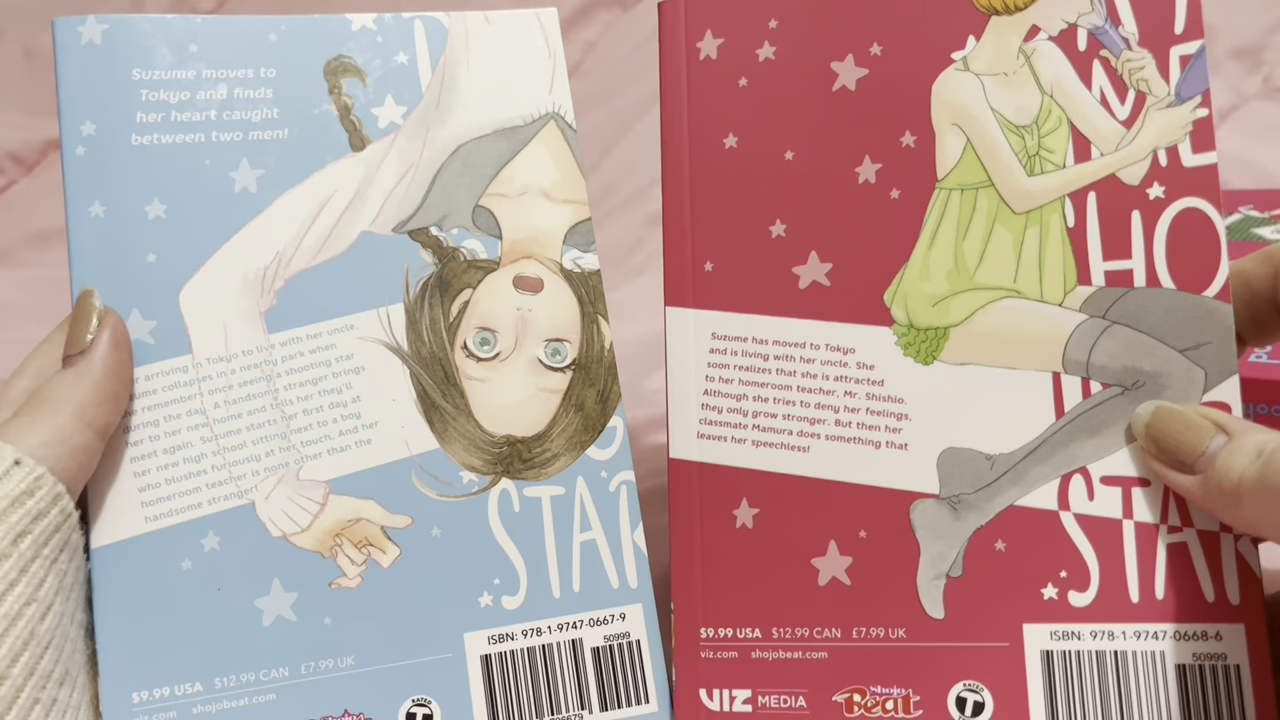 Suzume moves to
Tokyo and finds
her heart caught
between two men!
arriving in Tokyo to live with her uncle.
collapses in a nearby park when
remembers once seeing a shooting star
during the day. A handsome stranger brings
her to her new home and tells her they'll
meet again. Suzume starts her first day at
her new high school sitting next to a boy
who blushes furiously at her touch. And her
homeroom teacher is none other than the
handsome stranger!
STAR
ISBN: 978-1-9747-0667-9
50999
$9.99 USA $12.99 CAN £7.99 UK
viz.com shojobeat.com
Shojo
RATED
T
Suzume has moved to Tokyo
and is living with her uncle. She
soon realizes that she is attracted
to her homeroom teacher, Mr. Shishio.
Although she tries to deny her feelings,
they only grow stronger. But then her
classmate Mamura does something that
leaves her speechless!
SHO
STAR
ISBN: 978-1-9747-0668-6
50999
$9.99 USA $12.99 CAN £7.99 UK
viz.com shojobeat.com
VIZ MEDIA
Shojo
Beat
RATED
T